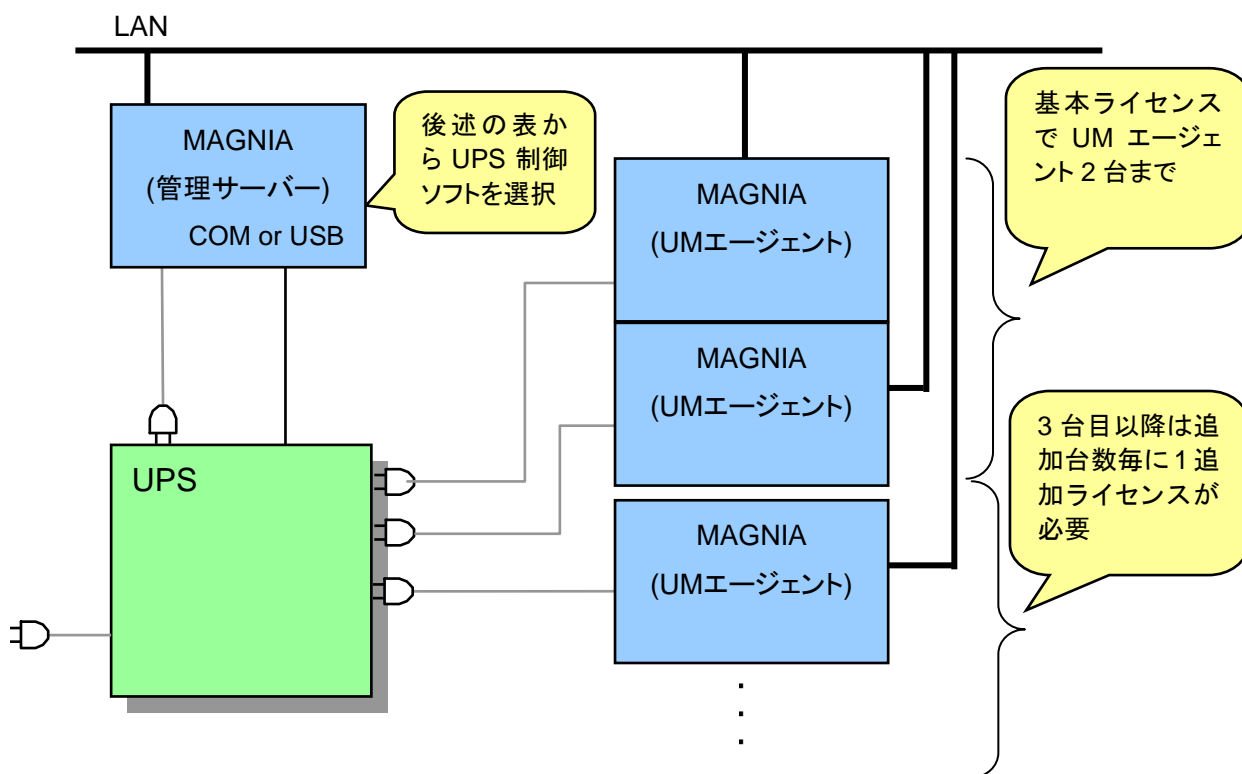 LAN
MAGNIA
(管理サーバー)
COM or USB
後述の表か
ら UPS 制御
ソフトを選択
MAGNIA
(UMエージェント)
基本ライセンス
で UM エージェ
ント 2 台まで
MAGNIA
(UMエージェント)
UPS
3 台目以降は追
加台数毎に 1 追
加ライセンスが
必要
MAGNIA
(UMエージェント)